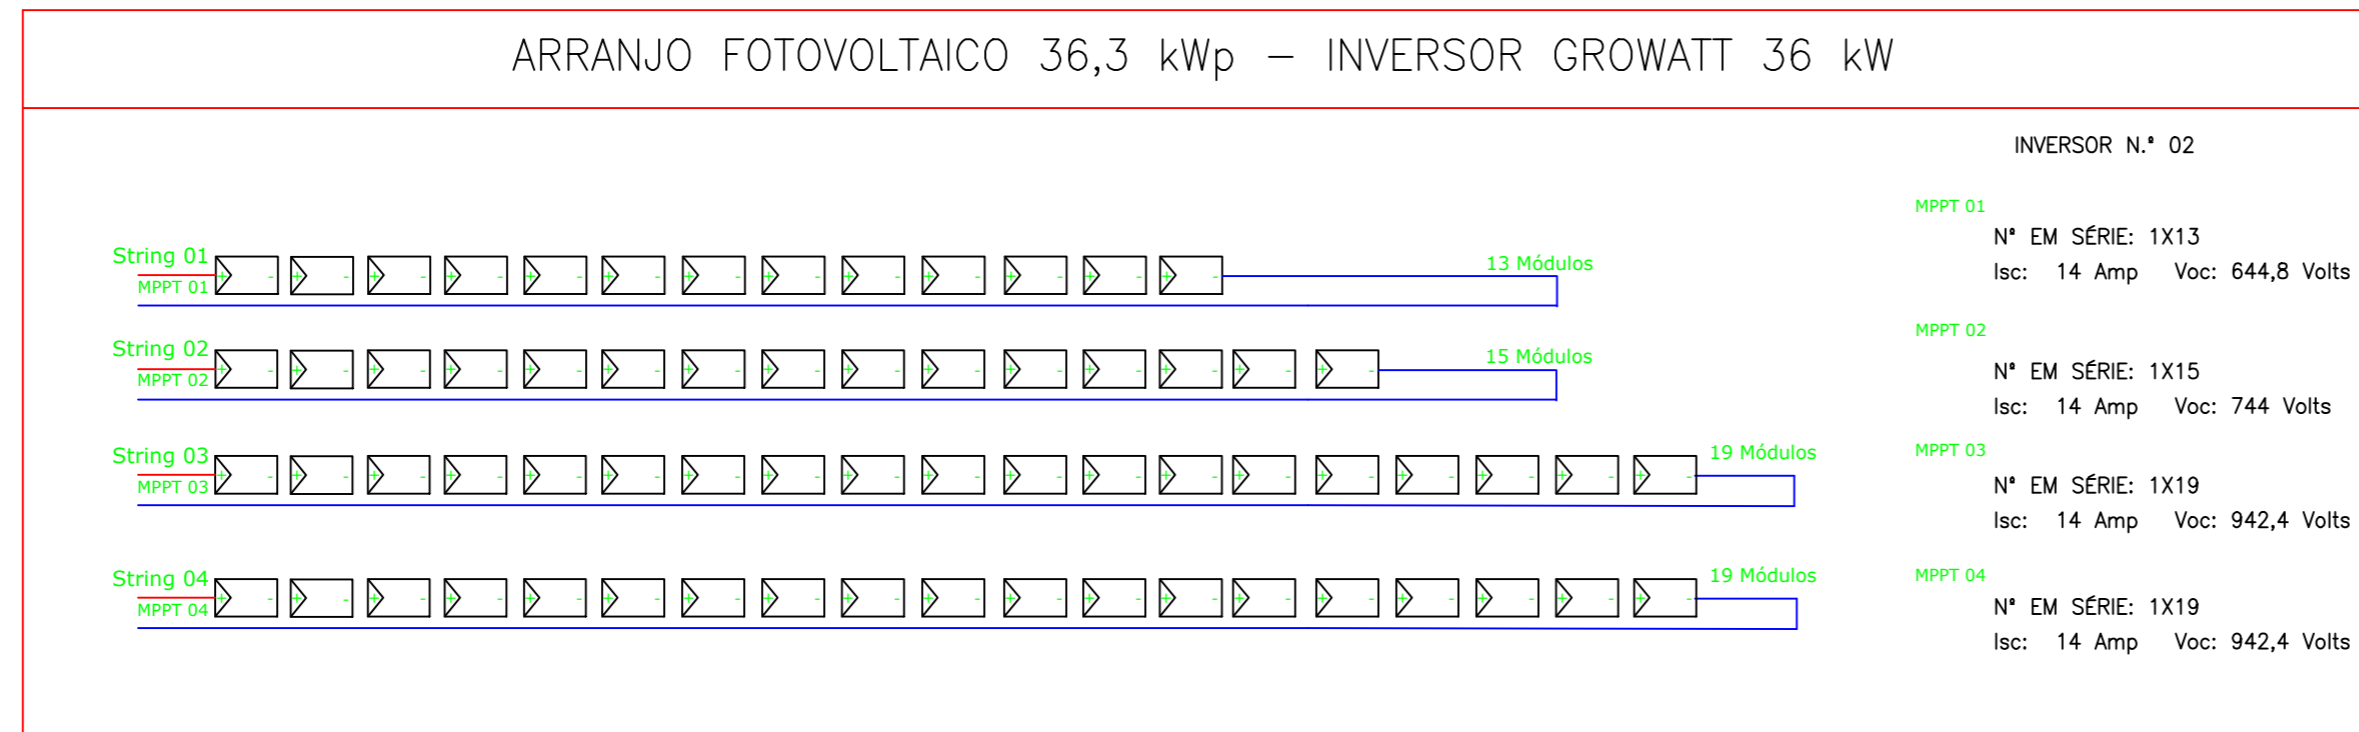 ARRANJO FOTOVOLTAICO 36,3 kWp – INVERSOR GROWATT 36 kW
INVERSOR N.º 02
String 01
MPPT 01
13 Módulos
String 02
MPPT 02
15 Módulos
String 03
MPPT 03
19 Módulos
String 04
MPPT 04
19 Módulos
MPPT 01
Nº EM SÉRIE: 1X13
Isc: 14 Amp Voc: 644,8 Volts
MPPT 02
Nº EM SÉRIE: 1X15
Isc: 14 Amp Voc: 744 Volts
MPPT 03
Nº EM SÉRIE: 1X19
Isc: 14 Amp Voc: 942,4 Volts
MPPT 04
Nº EM SÉRIE: 1X19
Isc: 14 Amp Voc: 942,4 Volts